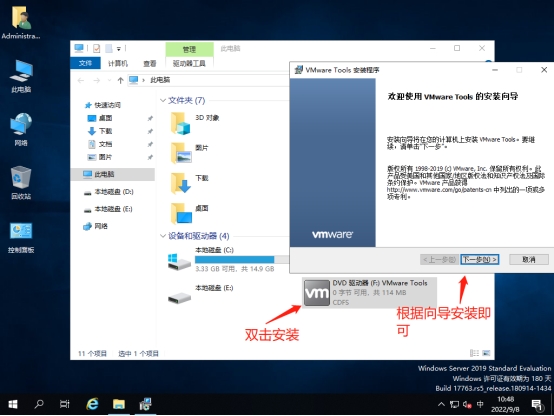 Administra...
此电脑
网络
回收站
控制面板
管理
此电脑
文件
计算机
查看
驱动器工具
此电脑
快速访问
桌面
下载
文档
图片
此电脑
本地磁盘 (D:)
本地磁盘 (E:)
网络
文件夹 (7)
3D 对象
图片
下载
桌面
设备和驱动器 (4)
本地磁盘 (C:)
3.33 GB 可用，共 14.9 GB
本地磁盘 (E:)
DVD 驱动器 (F:) VMware Tools
0 字节 可用，共 114 MB
CDFS
11 个项目
选中 1 个项目
VMware Tools 安装程序
欢迎使用 VMware Tools 的安装向导
安装向导将在您的计算机上安装 VMware Tools。要继
续，请单击"下一步"。
版权所有 1998-2019 (c) VMware, Inc. 保留所有权利。此
产品受美国和其他国家/地区版权法和知识产权法及国际
条约保护。VMware 产品获得
http://www.vmware.com/go/patents-cn 中列出的一项或多
项专利。
vmware
< 上一步(B)
下一步(N) >
取消
vm
双击安装
根据向导安装即
可
Windows Server 2019 Standard Evaluation
Windows 许可证有效期为 180 天
Build 17763.rs5_release.180914-1434
中
10:48
2022/9/8